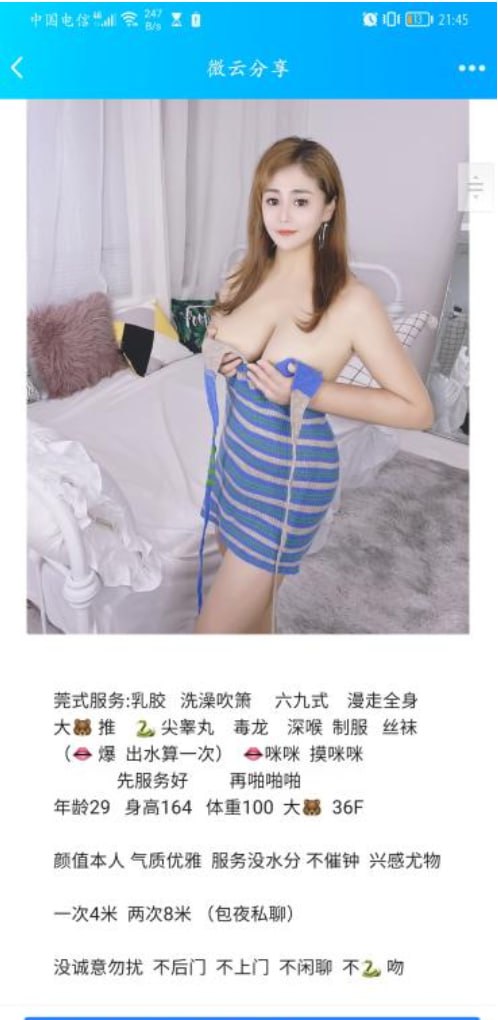 中国电信 4G 247 B/s 13 21:45
微云分享
莞式服务:乳胶 洗澡吹箫 六九式 漫走全身
大🐻推 🐍尖睾丸 毒龙 深喉 制服 丝袜
（👄爆 出水算一次） 👄咪咪 摸咪咪
先服务好 再啪啪啪
年龄29 身高164 体重100 大🐻 36F
颜值本人 气质优雅 服务没水分 不催钟 兴感尤物
一次4米 两次8米 （包夜私聊）
没诚意勿扰 不后门 不上门 不闲聊 不🐍吻